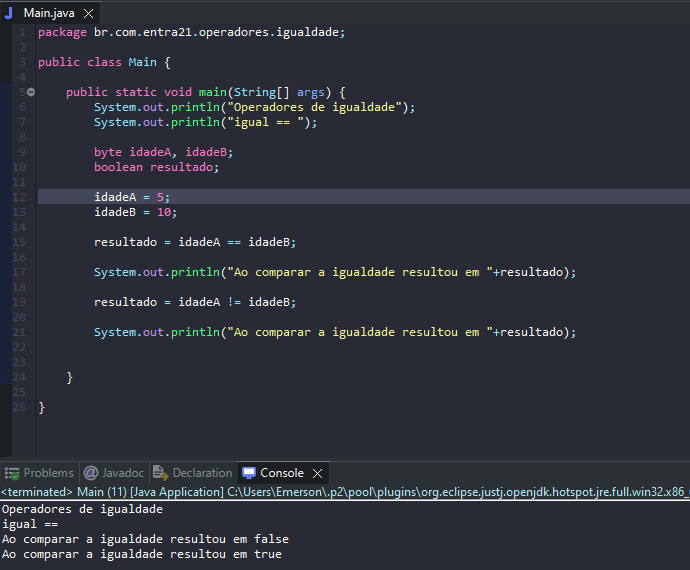 Main.java
1 package br.com.entra21.operadores.igualdade;
2
3 public class Main {
4
5 public static void main(String[] args) {
6 System.out.println("Operadores de igualdade");
7 System.out.println("igual == ");
8
9 byte idadeA, idadeB;
10 boolean resultado;
11
12 idadeA = 5;
13 idadeB = 10;
14
15 resultado = idadeA == idadeB;
16
17 System.out.println("Ao comparar a igualdade resultou em "+resultado);
18
19 resultado = idadeA != idadeB;
20
21 System.out.println("Ao comparar a igualdade resultou em "+resultado);
22
23
24 }
25
26 }
Problems @ Javadoc Declaration Console
<terminated> Main (11) [Java Application] C:\Users\Emerson\.p2\pool\plugins\org.eclipse.justj.openjdk.hotspot.jre.full.win32.x86_
Operadores de igualdade
igual ==
Ao comparar a igualdade resultou em false
Ao comparar a igualdade resultou em true